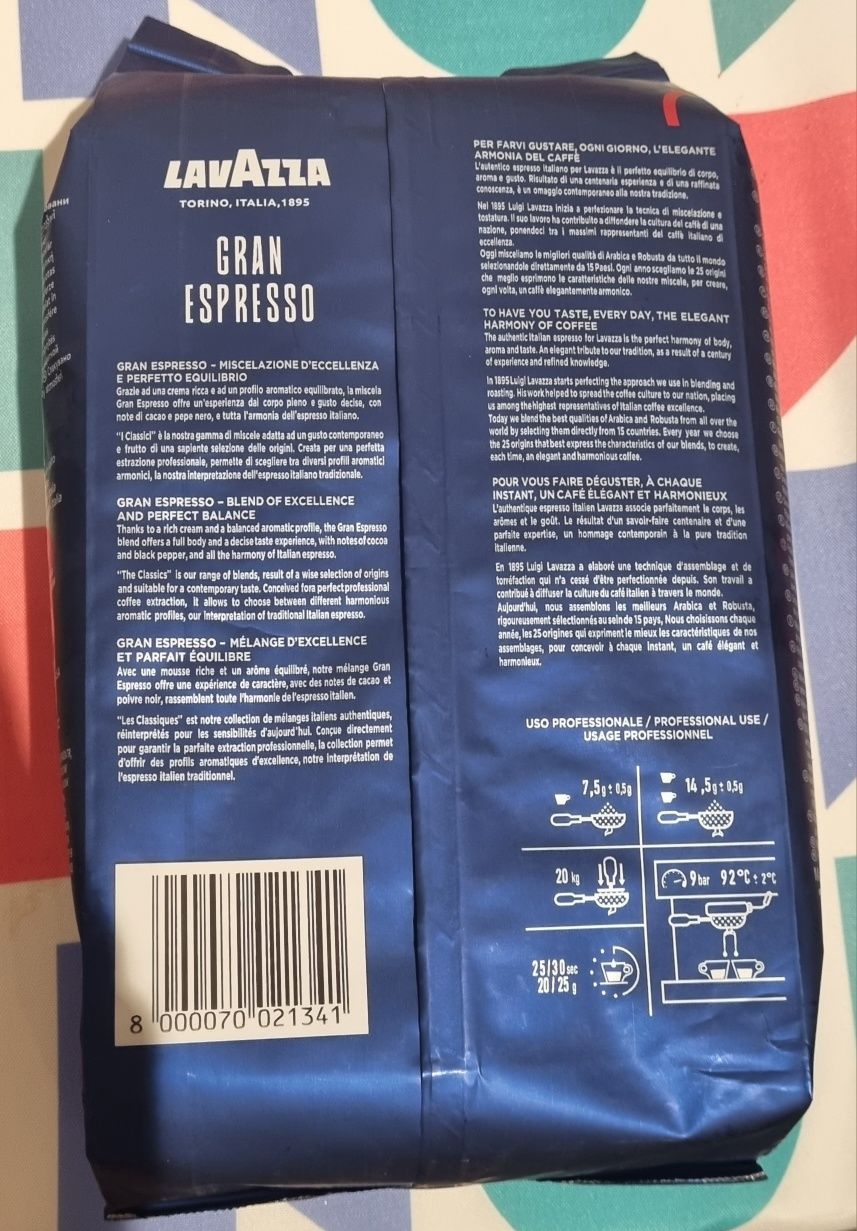 LAVAZZA
TORINO, ITALIA, 1895
GRAN
ESPRESSO
GRAN ESPRESSO – MISCELAZIONE D'ECCELLENZA
E PERFETTO EQUILIBRIO
Grazie ad una crema ricca e ad un profilo aromatico equilibrato, la miscela
Gran Espresso offre un'esperienza dal corpo pieno e gusto deciso, con
note di cacao e pepe nero, e tutta l'armonia dell'espresso italiano.
"I Classici" è la nostra gamma di miscele adatta ad un gusto contemporaneo
e frutto di una sapiente selezione delle origini. Creata per una perfetta
estrazione professionale, permette di scegliere tra diversi profili aromatici
armonici, la nostra interpretazione dell'espresso italiano tradizionale.
GRAN ESPRESSO – BLEND OF EXCELLENCE
AND PERFECT BALANCE
Thanks to a rich cream and a balanced aromatic profile, the Gran Espresso
blend offers a full body and a decise taste experience, with notes of cocoa
and black pepper, and all the harmony of Italian espresso.
"The Classics" is our range of blends, result of a wise selection of origins
and suitable for a contemporary taste. Conceived for a perfect professional
coffee extraction, it allows to choose between different harmonious
aromatic profiles, our interpretation of traditional Italian espresso.
GRAN ESPRESSO – MÉLANGE D'EXCELLENCE
ET PARFAIT ÉQUILIBRE
Avec une mousse riche et un arôme équilibré, notre mélange Gran
Espresso offre une expérience de caractère, avec des notes de cacao et
poivre noir, rassemblent toute l'harmonie de l'espresso italien.
"Les Classiques" est notre collection de mélanges italiens authentiques,
réinterprétés pour les sensibilités d'aujourd'hui. Conçue directement
pour garantir la parfaite extraction professionnelle, la collection permet
d'offrir des profils aromatiques d'excellence, notre interprétation de
l'espresso italien traditionnel.
8 000070 021341
PER FARVI GUSTARE, OGNI GIORNO, L'ELEGANTE
ARMONIA DEL CAFFÈ
L'autentico espresso italiano per Lavazza è il perfetto equilibrio di corpo,
aroma e gusto. Risultato di una centenaria esperienza e di una raffinata
conoscenza, è un omaggio contemporaneo alla nostra tradizione.
Nel 1895 Luigi Lavazza inizia a perfezionare la tecnica di miscelazione e
tostatura. Il suo lavoro ha contribuito a diffondere la cultura del caffè di una
nazione, ponendoci tra i massimi rappresentanti del caffè italiano di
eccellenza.
Oggi misceliamo le migliori qualità di Arabica e Robusta da tutto il mondo
selezionandole direttamente da 15 Paesi. Ogni anno scegliamo le 25 origini
che meglio esprimono le caratteristiche delle nostre miscele, per creare,
ogni volta, un caffè elegantemente armonico.
TO HAVE YOU TASTE, EVERY DAY, THE ELEGANT
HARMONY OF COFFEE
The authentic Italian espresso for Lavazza is the perfect harmony of body,
aroma and taste. An elegant tribute to our tradition, as a result of a century
of experience and refined knowledge.
In 1895 Luigi Lavazza starts perfecting the approach we use in blending and
roasting. His work helped to spread the coffee culture to our nation, placing
us among the highest representatives of Italian coffee excellence.
Today we blend the best qualities of Arabica and Robusta from all over the
world by selecting them directly from 15 countries. Every year we choose
the 25 origins that best express the characteristics of our blends, to create,
each time, an elegant and harmonious coffee.
POUR VOUS FAIRE DÉGUSTER, À CHAQUE
INSTANT, UN CAFÉ ÉLÉGANT ET HARMONIEUX
L'authentique espresso italien Lavazza associe parfaitement le corps, les
arômes et le goût. Le résultat d'un savoir-faire centenaire et d'une
parfaite expertise, un hommage contemporain à la pure tradition
italienne.
En 1895 Luigi Lavazza a elaboré une technique d'assemblage et de
torréfaction qui n'a cessé d'être perfectionnée depuis. Son travail a
contribué à diffuser la culture du café italien à travers le monde.
Aujourd'hui, nous assemblons les meilleurs Arabica et Robusta,
rigoureusement sélectionnés au sein de 15 pays, Nous choisissons chaque
année, les 25 origines qui expriment le mieux les caractéristiques de nos
assemblages, pour concevoir à chaque instant, un café élégant et
harmonieux.
USO PROFESSIONALE / PROFESSIONAL USE /
USAGE PROFESSIONNEL
7,5g ± 0,5g
14,5g ± 0,5g
20 kg
9bar 92°C ± 2°C
25/30 sec
20/25 g